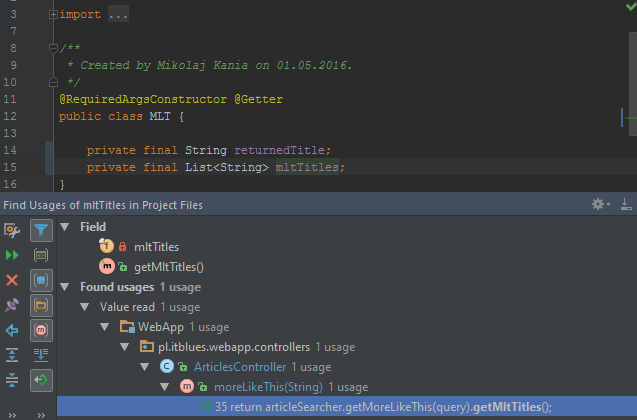 3 import ...
7
8 /**
9 * Created by Mikolaj Kania on 01.05.2016.
10 */
11 @RequiredArgsConstructor @Getter
12 public class MLT {
13
14 private final String returnedTitle;
15 private final List<String> mltTitles;
16 }
Find Usages of mltTitles in Project Files
Field
f mltTitles
m getMltTitles()
Found usages 1 usage
Value read 1 usage
WebApp 1 usage
pl.itblues.webapp.controllers 1 usage
C ArticlesController 1 usage
m moreLikeThis(String) 1 usage
35 return articleSearcher.getMoreLikeThis(query).getMltTitles();